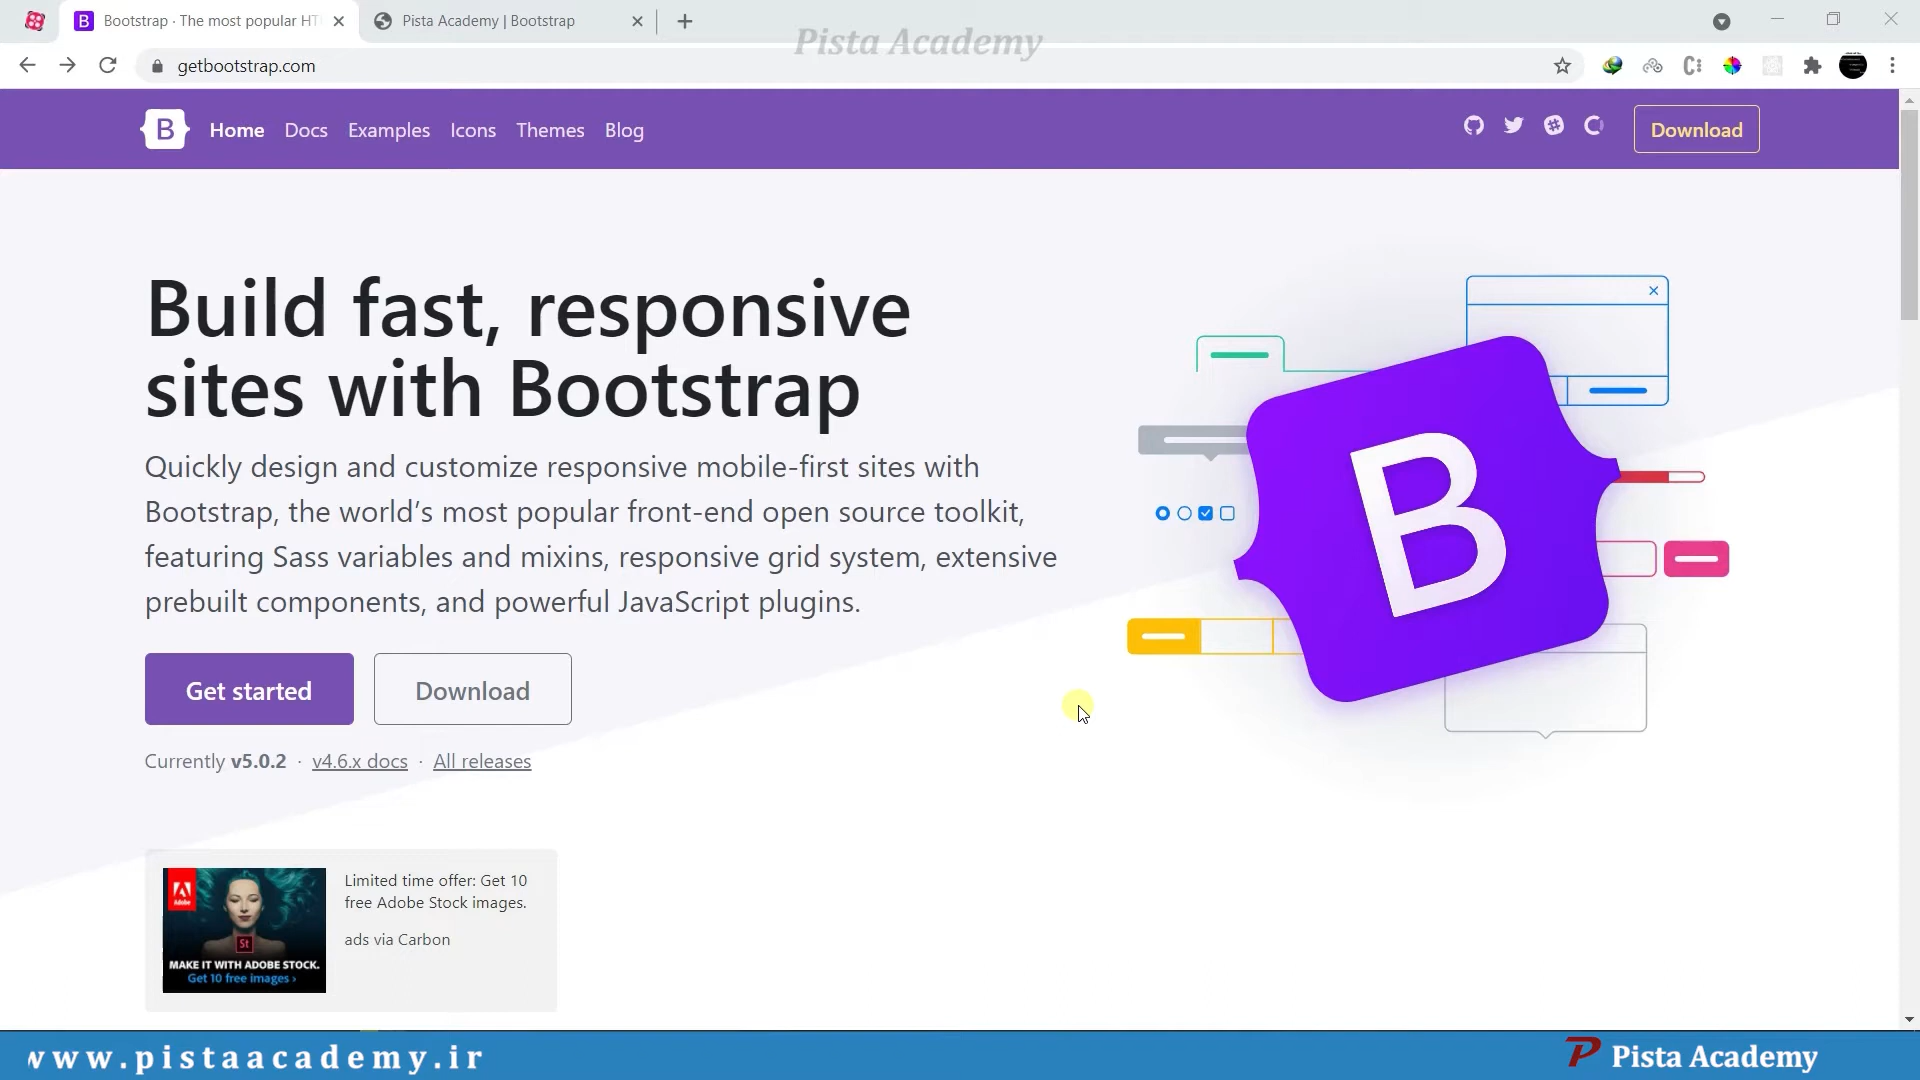 Bootstrap · The most popular HT
Pista Academy | Bootstrap
Pista Academy
getbootstrap.com
B
Home
Docs
Examples
Icons
Themes
Blog
Download
Build fast, responsive
sites with Bootstrap
Quickly design and customize responsive mobile-first sites with
Bootstrap, the world’s most popular front-end open source toolkit,
featuring Sass variables and mixins, responsive grid system, extensive
prebuilt components, and powerful JavaScript plugins.
B
Get started
Download
Currently v5.0.2 · v4.6.x docs · All releases
Adobe
St
MAKE IT WITH ADOBE STOCK.
Get 10 free images ›
Limited time offer: Get 10
free Adobe Stock images.
ads via Carbon
www.pistaacademy.ir
P Pista Academy